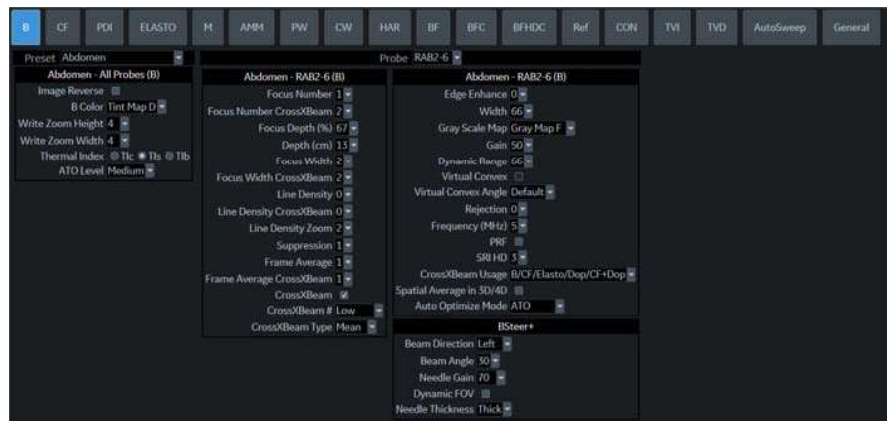 B CF PDI ELASTO M AMM PW CW HAR BF BFC BFHDC Ref CON TVI TVD AutoSweep General
Preset Abdomen
Probe RAB2-6
Abdomen - All Probes (B)
Image Reverse
B Color Tint Map D
Write Zoom Height 4
Write Zoom Width 4
Thermal Index TIc TIs TIb
ATO Level Medium
Abdomen - RAB2-6 (B)
Focus Number 1
Focus Number CrossXBeam 2
Focus Depth (%) 67
Depth (cm) 13
Focus Width 2
Focus Width CrossXBeam 2
Line Density 0
Line Density CrossXBeam 0
Line Density Zoom 2
Suppression 1
Frame Average 1
Frame Average CrossXBeam 1
CrossXBeam
CrossXBeam # Low
CrossXBeam Type Mean
Abdomen - RAB2-6 (B)
Edge Enhance 0
Width 66
Gray Scale Map Gray Map F
Gain 50
Dynamic Range 66
Virtual Convex
Virtual Convex Angle Default
Rejection 0
Frequency (MHz) 5
PRF
SRI HD 3
CrossXBeam Usage B/CF/Elasto/Dop/CF+Dop
Spatial Average in 3D/4D
Auto Optimize Mode ATO
BSteer+
Beam Direction Left
Beam Angle 30
Needle Gain 70
Dynamic FOV
Needle Thickness Thick